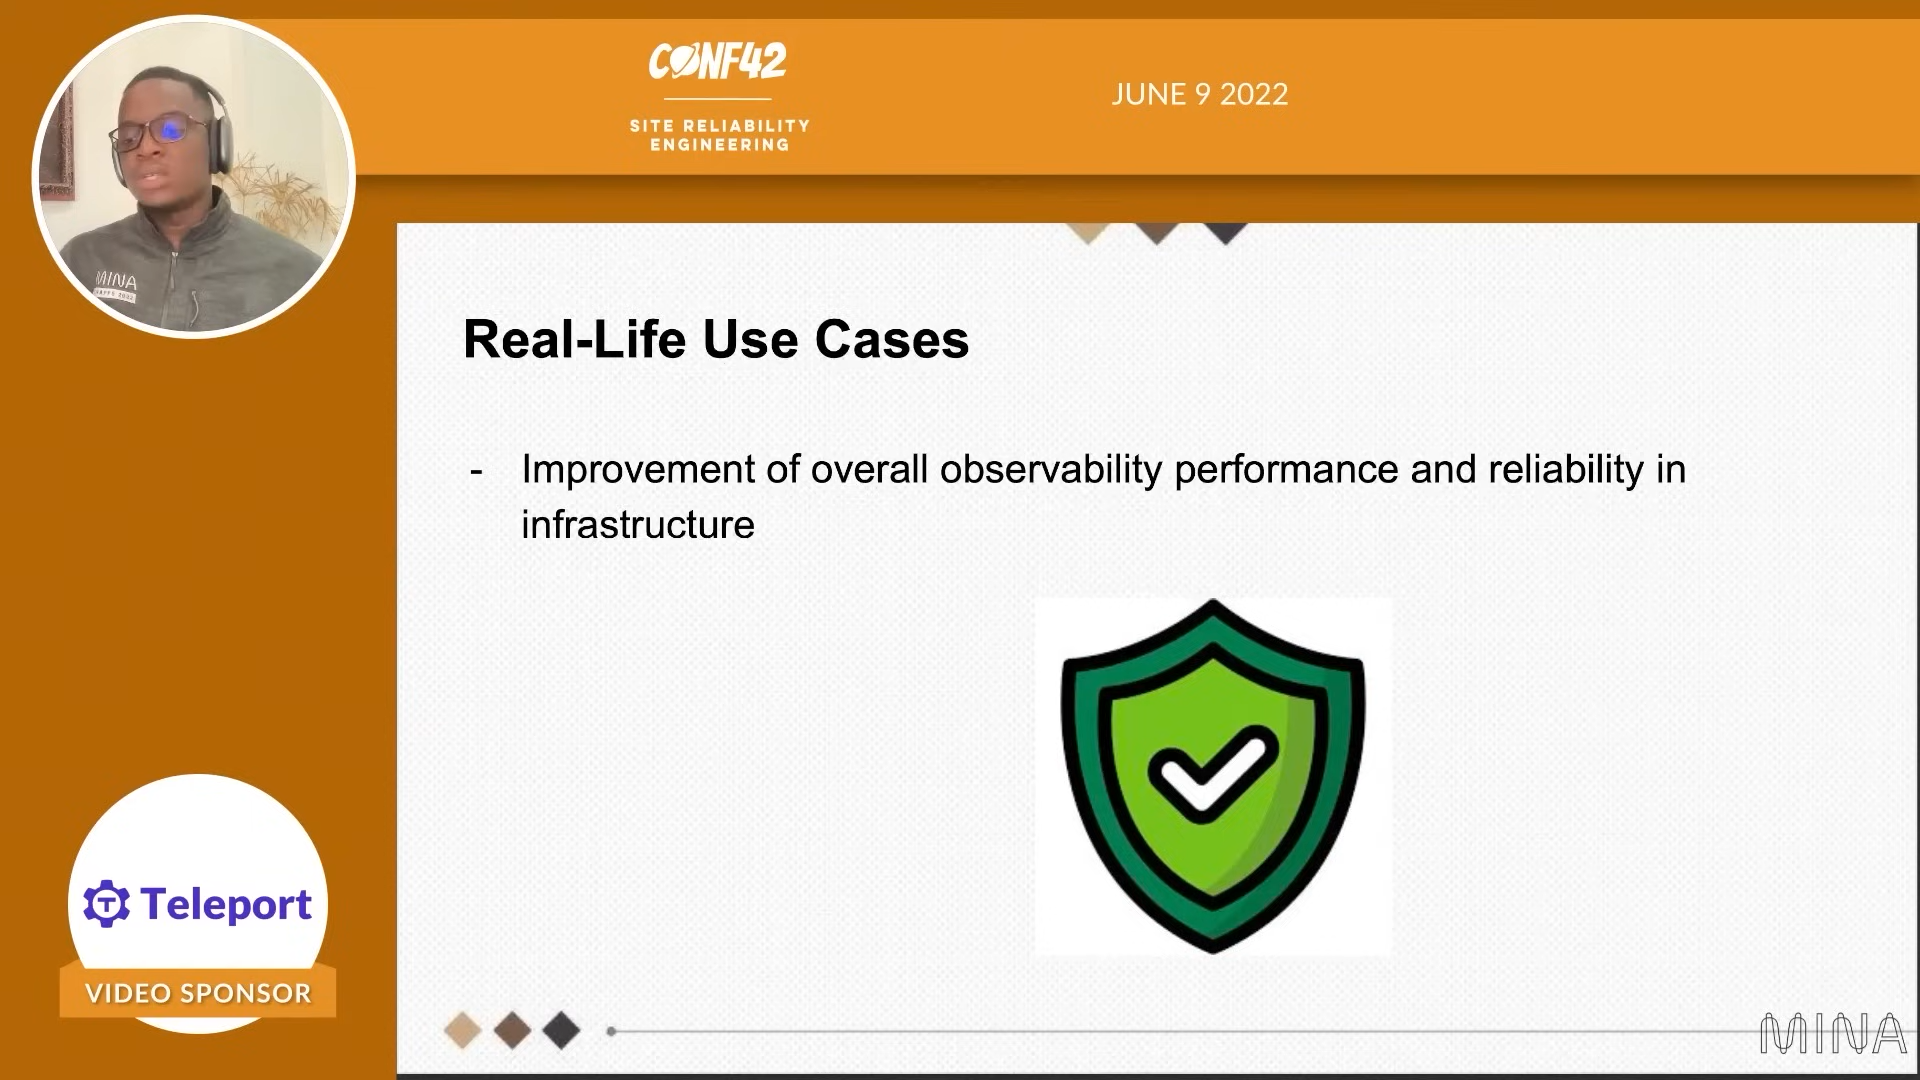 CONF42
SITE RELIABILITY
ENGINEERING
JUNE 9 2022
MINA
Real-Life Use Cases
- Improvement of overall observability performance and reliability in
infrastructure
Teleport
VIDEO SPONSOR
MINA